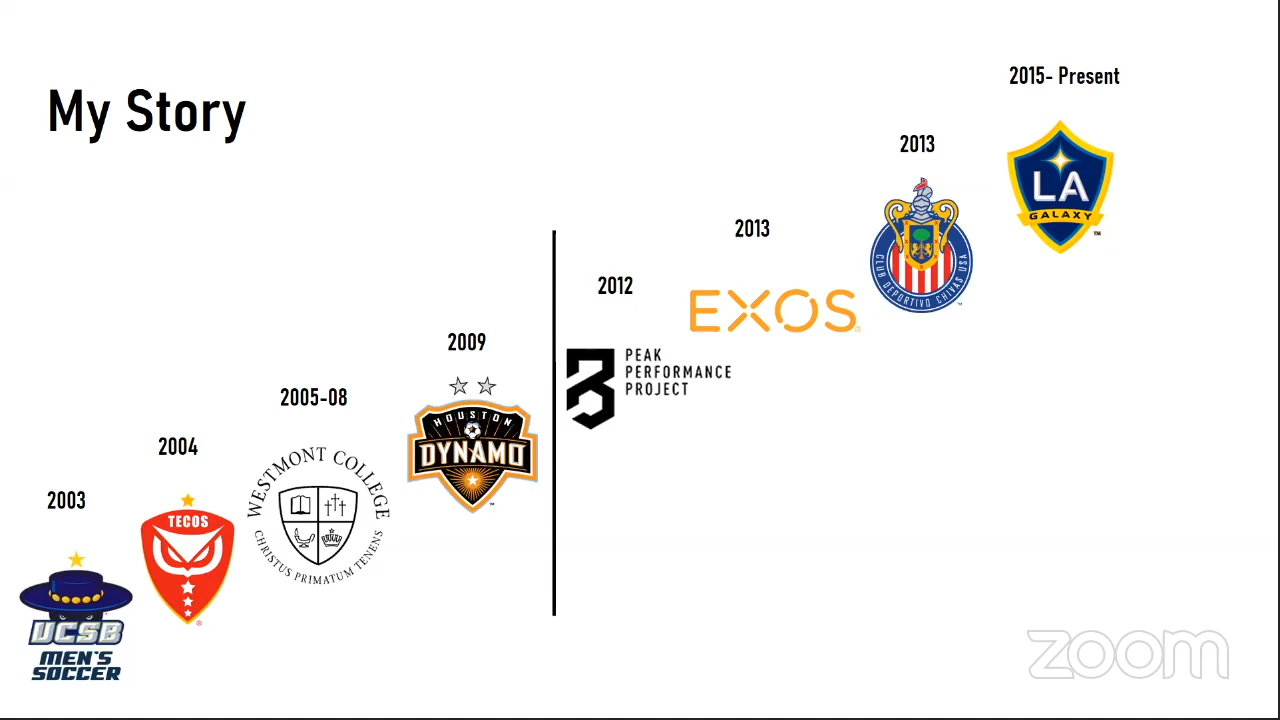 My Story
2003
UCSB
MEN'S
SOCCER
2004
TECOS
2005-08
WESTMONT COLLEGE
CHRISTUS PRIMATUM TENENS
2009
HOUSTON
DYNAMO
2012
PEAK
PERFORMANCE
PROJECT
2013
EXOS
2013
CLUB DEPORTIVO CHIVAS USA
2015- Present
LA
GALAXY
zoom